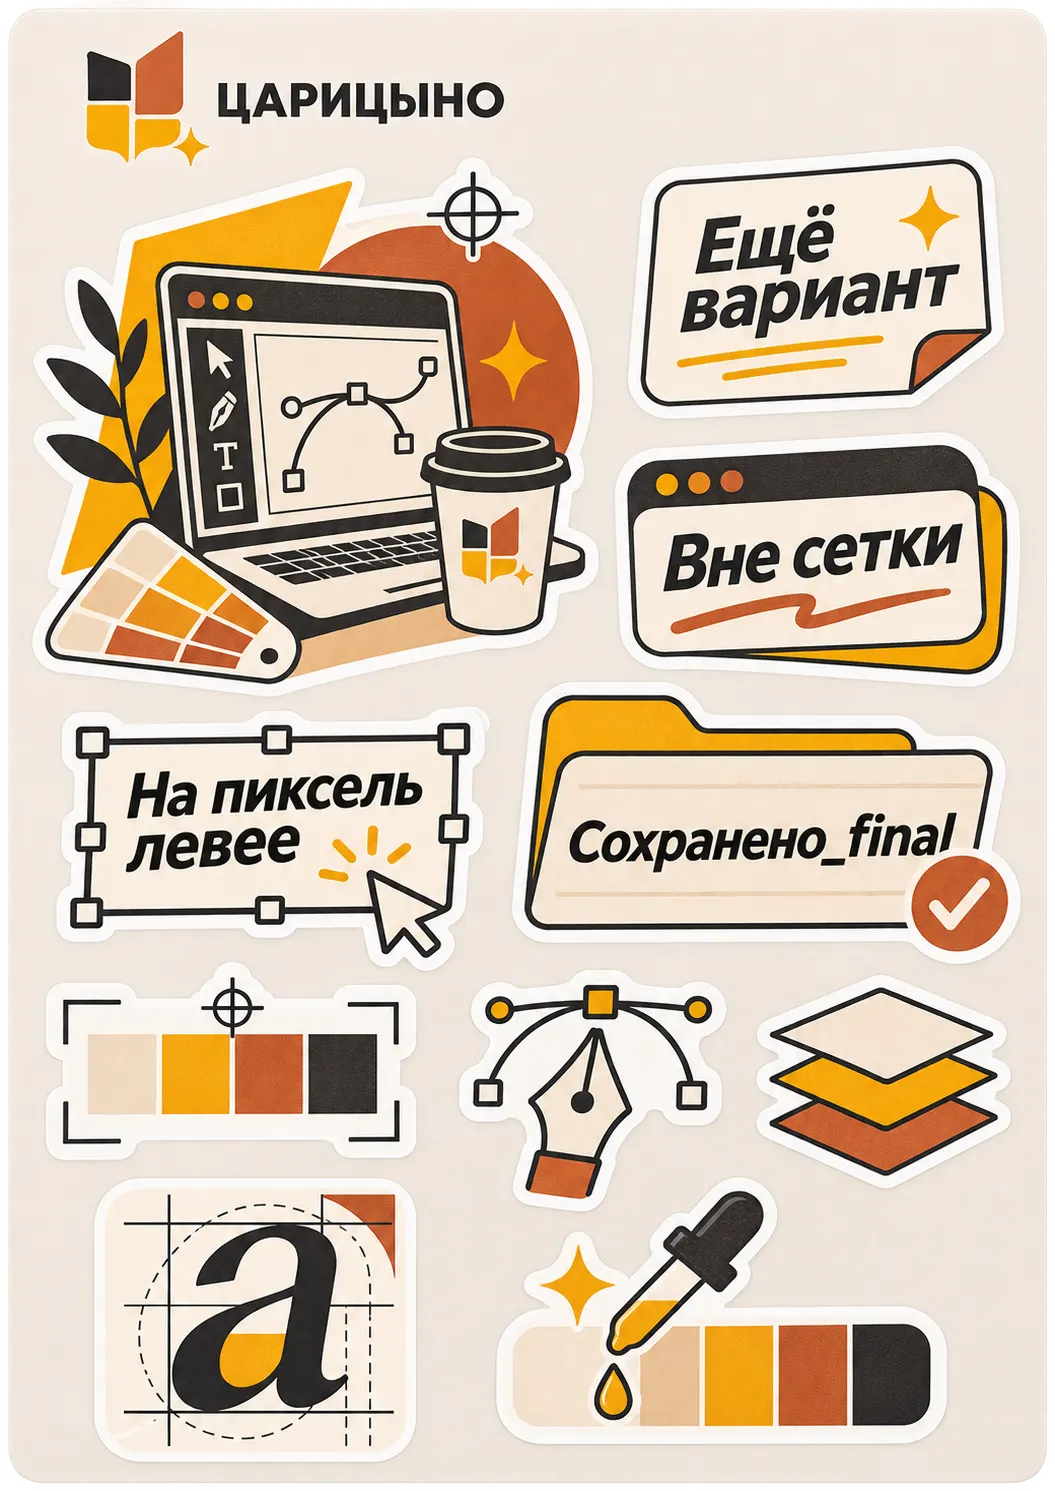 ЦАРИЦЫНО
Ещё
вариант
T
Вне сетки
На пиксель
левее
Сохранено_final
a